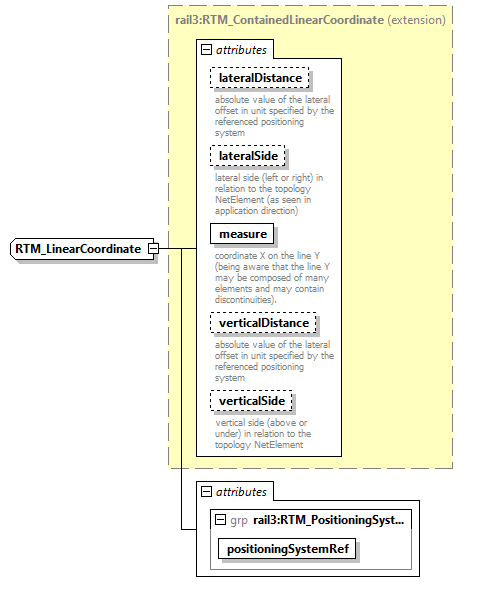 rail3:RTM_ContainedLinearCoordinate (extension)
attributes
lateralDistance
absolute value of the lateral
offset in unit specified by the
referenced positioning
system
lateralSide
lateral side (left or right) in
relation to the topology
NetElement (as seen in
application direction)
RTM_LinearCoordinate
measure
coordinate X on the line Y
(being aware that the line Y
may be composed of many
elements and may contain
discontinuities).
verticalDistance
absolute value of the lateral
offset in unit specified by the
referenced positioning
system
verticalSide
vertical side (above or
under) in relation to the
topology NetElement
attributes
grp rail3:RTM_PositioningSyst...
positioningSystemRef